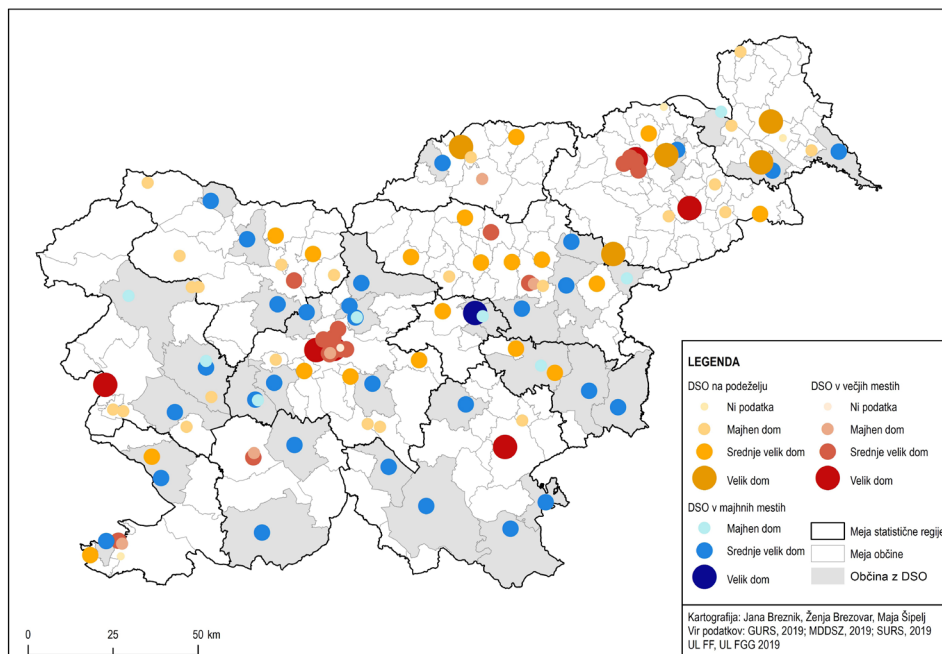 LEGENDA
DSO na podeželju
Ni podatka
Majhen dom
Srednje velik dom
Velik dom
DSO v večjih mestih
Ni podatka
Majhen dom
Srednje velik dom
Velik dom
DSO v majhnih mestih
Majhen dom
Srednje velik dom
Velik dom
Meja statistične regije
Meja občine
Občina z DSO
Kartografija: Jana Breznik, Ženja Brezovar, Maja Šipelj
Vir podatkov: GURS, 2019; MDDSZ, 2019; SURS, 2019
UL FF, UL FGG 2019
0 25 50 km